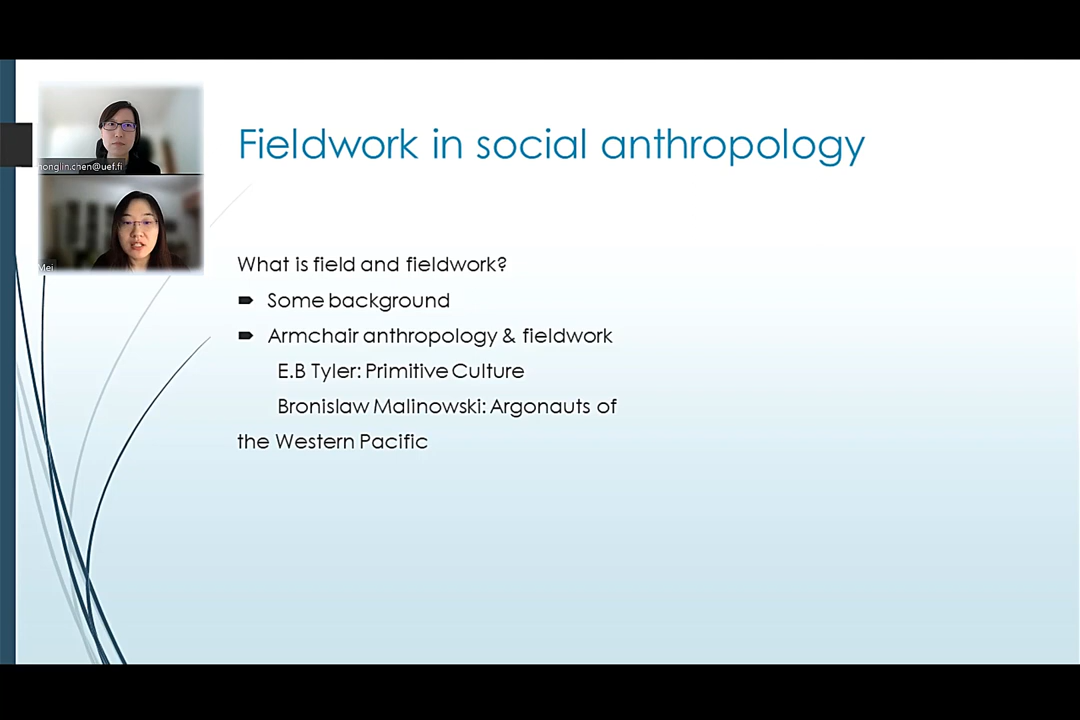 Fieldwork in social anthropology
honglin.chen@uef.fi
Mei
What is field and fieldwork?
Some background
Armchair anthropology & fieldwork
E.B Tyler: Primitive Culture
Bronislaw Malinowski: Argonauts of
the Western Pacific